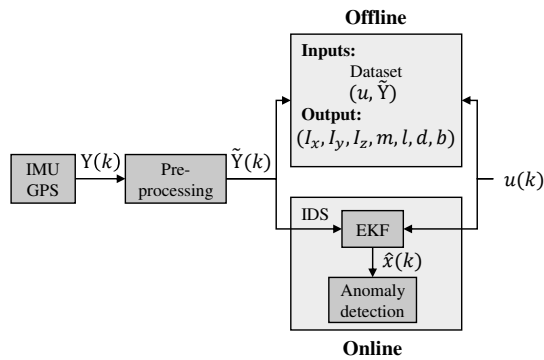 Offline
Inputs:
Dataset
(u, Ỹ)
Output:
(I_x, I_y, I_z, m, l, d, b)
IMU
GPS
Y(k)
Pre-
processing
Ỹ(k)
u(k)
IDS
EKF
x̂(k)
Anomaly
detection
Online